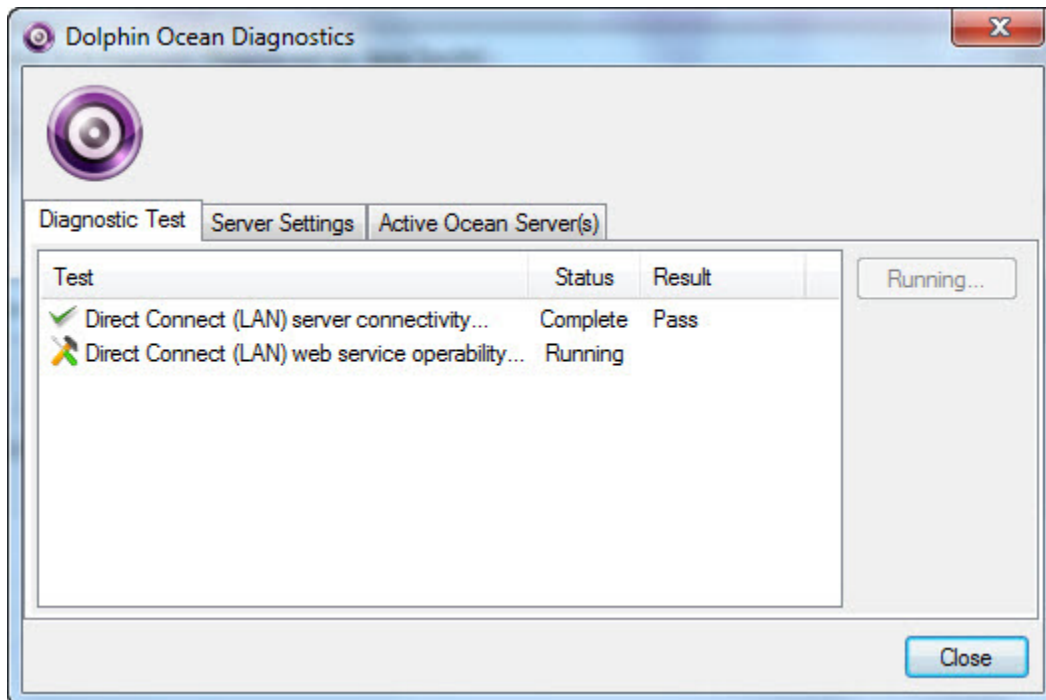 Dolphin Ocean Diagnostics
X
Diagnostic Test Server Settings Active Ocean Server(s)
Test Status Result
Running...
Direct Connect (LAN) server connectivity... Complete Pass
Direct Connect (LAN) web service operability... Running
Close